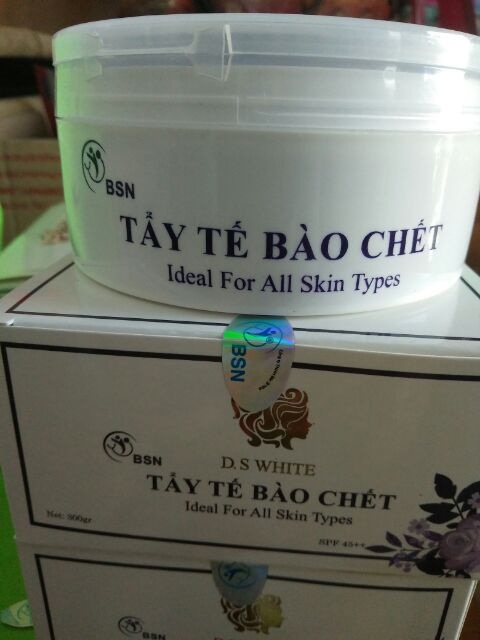 BSN
TẨY TẾ BÀO CHẾT
Ideal For All Skin Types
BSN
BSN
D.S WHITE
TẨY TẾ BÀO CHẾT
Ideal For All Skin Types
Net: 300gr
SPF 45++
BSN
D.S WHITE